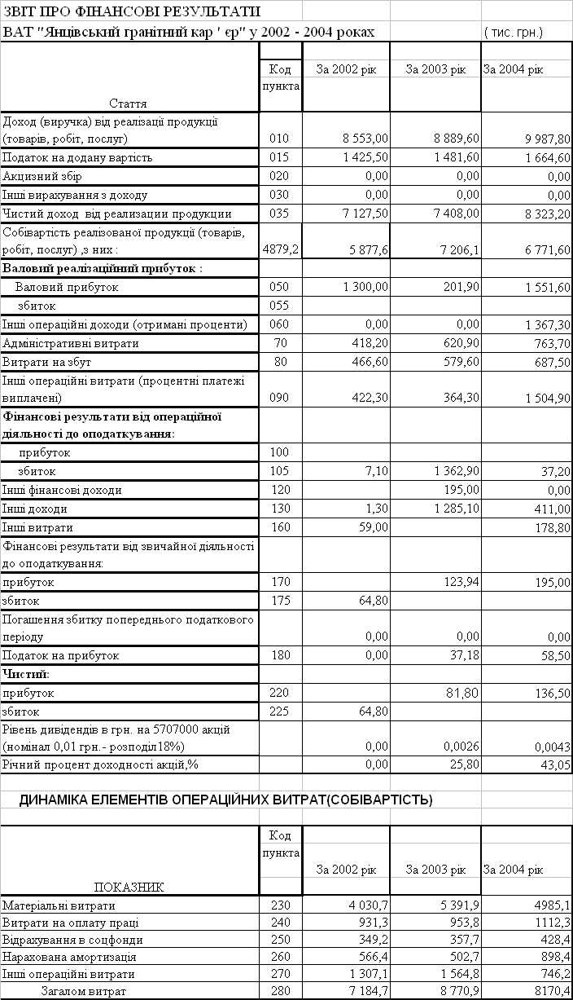 ЗВІТ ПРО ФІНАНСОВІ РЕЗУЛЬТАТИ
ВАТ "Янцівський гранітний кар ' єр" у 2002 - 2004 роках ( тис. грн.)
Код За 2002 рік За 2003 рік За 2004 рік
пункта
Стаття
Доход (виручка) від реалізації продукції
(товарів, робіт, послуг) 010 8 553,00 8 889,60 9 987,80
Податок на додану вартість 015 1 425,50 1 481,60 1 664,60
Акцизний збір 020 0,00 0,00 0,00
Інші вирахування з доходу 030 0,00 0,00 0,00
Чистий доход від реализации продукции 035 7 127,50 7 408,00 8 323,20
Собівартість реалізованої продукції (товарів,
робіт, послуг) ,з них : 4879,2 5 877,6 7 206,1 6 771,60
Валовий реалізаційний прибуток :
Валовий прибуток 050 1 300,00 201,90 1 551,60
збиток 055
Інші операційні доходи (отримані проценти) 060 0,00 0,00 1 367,30
Адміністративні витрати 70 418,20 620,90 763,70
Витрати на збут 80 466,60 579,60 687,50
Інші операційні витрати (процентні платежі
виплачені) 090 422,30 364,30 1 504,90
Фінансові результати від операційної
діяльності до оподаткування:
прибуток 100
збиток 105 7,10 1 362,90 37,20
Інші фінансові доходи 120 195,00 0,00
Інші доходи 130 1,30 1 285,10 411,00
Інші витрати 160 59,00 178,80
Фінансові результати від звичайної діяльності
до оподаткування:
прибуток 170 123,94 195,00
збиток 175 64,80
Погашення збитку попереднього податкового
періоду 0,00 0,00 0,00
Податок на прибуток 180 0,00 37,18 58,50
Чистий:
прибуток 220 81,80 136,50
збиток 225 64,80
Рівень дивідендів в грн. на 5707000 акцій
(номінал 0,01 грн.- розподіл18%) 0,00 0,0026 0,0043
Річний процент доходності акцій,% 0,00 25,80 43,05
ДИНАМІКА ЕЛЕМЕНТІВ ОПЕРАЦІЙНИХ ВИТРАТ(СОБІВАРТІСТЬ)
Код
пункта
За 2002 рік За 2003 рік За 2004 рік
ПОКАЗНИК
Матеріальні витрати 230 4 030,7 5 391,9 4985,1
Витрати на оплату праці 240 931,3 953,8 1112,3
Відрахування в соцфонди 250 349,2 357,7 428,4
Нарахована амортизація 260 566,4 502,7 898,4
Інші операційні витрати 270 1 307,1 1 564,8 746,2
Загалом витрат 280 7 184,7 8 770,9 8170,4